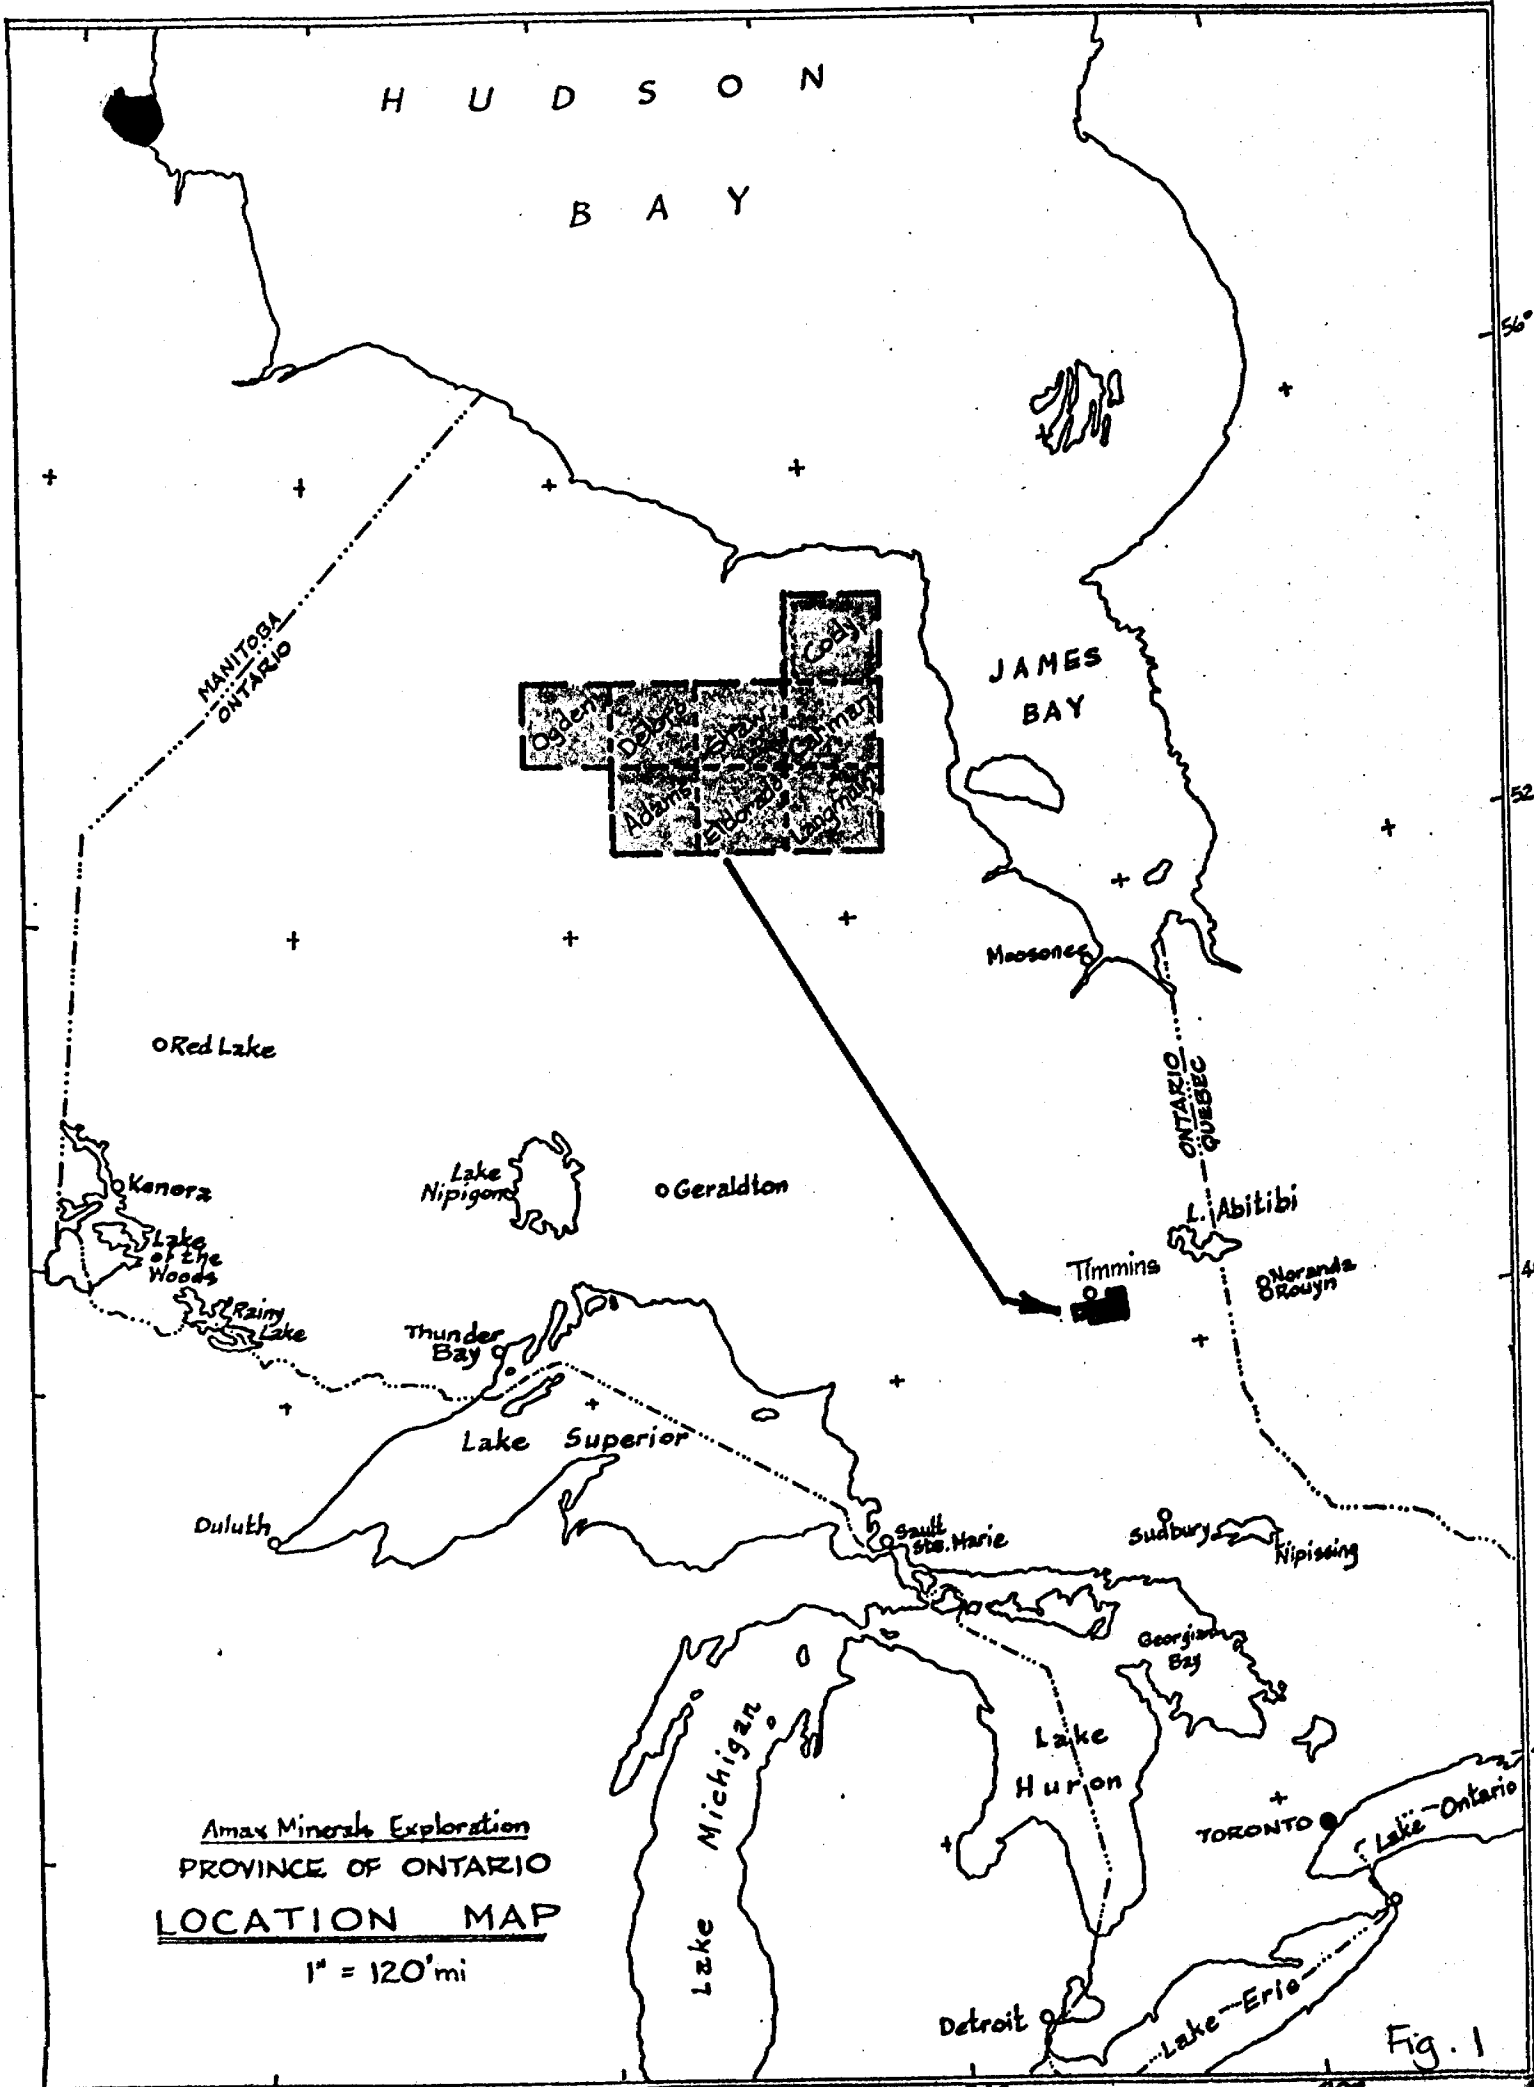 HUDSON
BAY
56°
Cody
MANITOBA
ONTARIO
JAMES
BAY
Ogden
Deloro
Shaw
Carman
Adams
Eldorado
Langmuir
52
Moosonee
Red Lake
ONTARIO
QUEBEC
Kenora
Lake
Nipigon
Geraldton
L. Abitibi
Lake
of the
Woods
Timmins
Noranda
Rouyn
Rainy
Lake
Thunder
Bay
Lake Superior
Duluth
Sault
Ste. Marie
Sudbury
Nipissing
Georgian
Bay
Lake
Huron
Lake Michigan
TORONTO
Lake Ontario
Amax Minerals Exploration
PROVINCE OF ONTARIO
LOCATION MAP
1" = 120 mi
Detroit
Lake Erie
Fig. 1